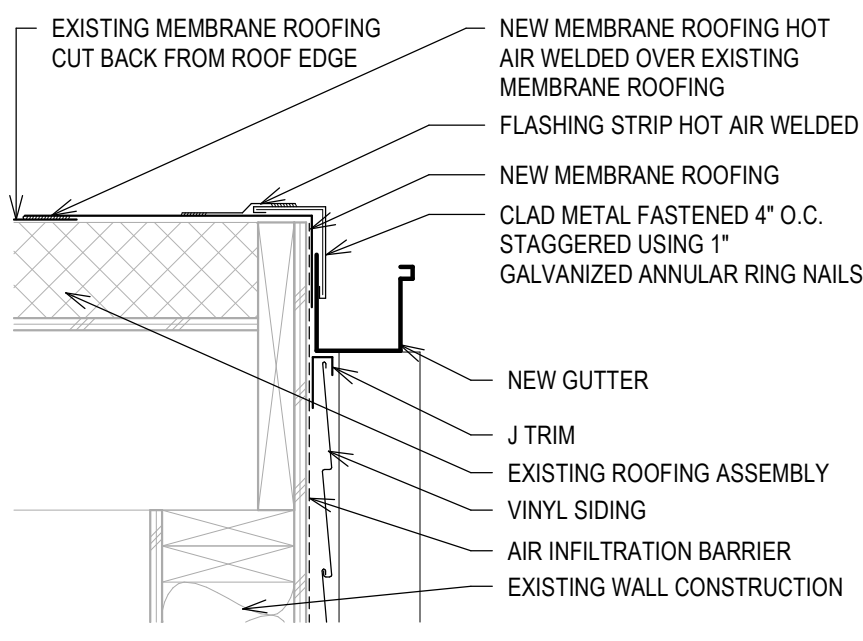 EXISTING MEMBRANE ROOFING
CUT BACK FROM ROOF EDGE
NEW MEMBRANE ROOFING HOT
AIR WELDED OVER EXISTING
MEMBRANE ROOFING
FLASHING STRIP HOT AIR WELDED
NEW MEMBRANE ROOFING
CLAD METAL FASTENED 4" O.C.
STAGGERED USING 1"
GALVANIZED ANNULAR RING NAILS
NEW GUTTER
J TRIM
EXISTING ROOFING ASSEMBLY
VINYL SIDING
AIR INFILTRATION BARRIER
EXISTING WALL CONSTRUCTION